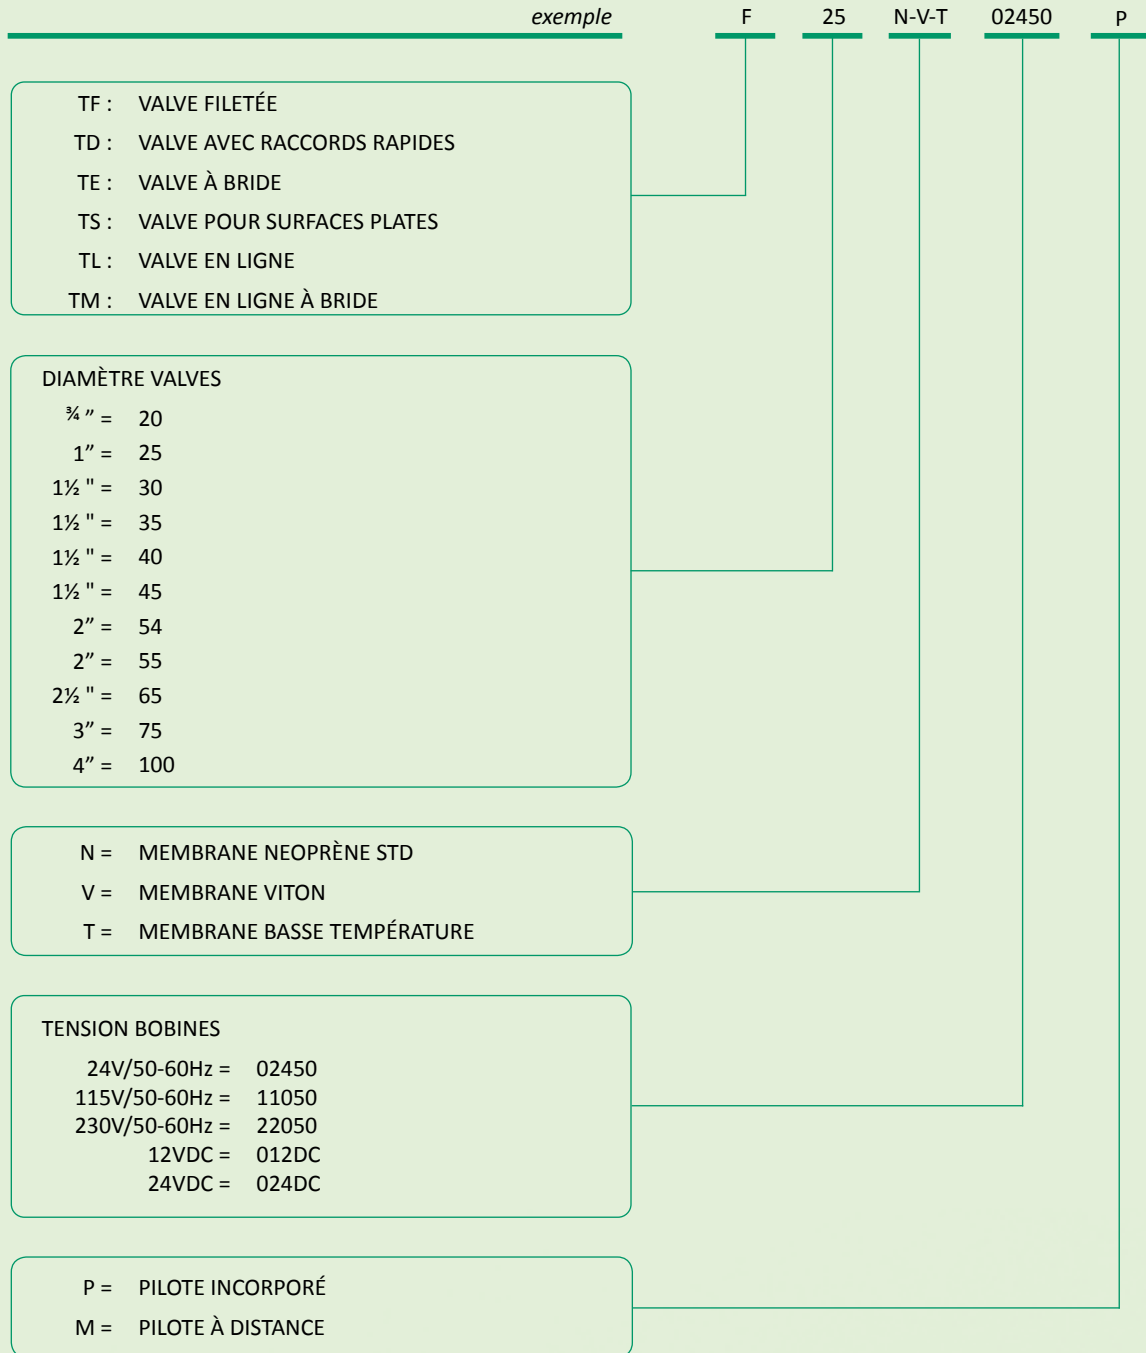 exemple F 25 N-V-T 02450 P
TF : VALVE FILETÉE
TD : VALVE AVEC RACCORDS RAPIDES
TE : VALVE À BRIDE
TS : VALVE POUR SURFACES PLATES
TL : VALVE EN LIGNE
TM : VALVE EN LIGNE À BRIDE
DIAMÈTRE VALVES
¾ ” = 20
1” = 25
1½ " = 30
1½ " = 35
1½ " = 40
1½ " = 45
2” = 54
2” = 55
2½ " = 65
3” = 75
4” = 100
N = MEMBRANE NEOPRÈNE STD
V = MEMBRANE VITON
T = MEMBRANE BASSE TEMPÉRATURE
TENSION BOBINES
24V/50-60Hz = 02450
115V/50-60Hz = 11050
230V/50-60Hz = 22050
12VDC = 012DC
24VDC = 024DC
P = PILOTE INCORPORÉ
M = PILOTE À DISTANCE